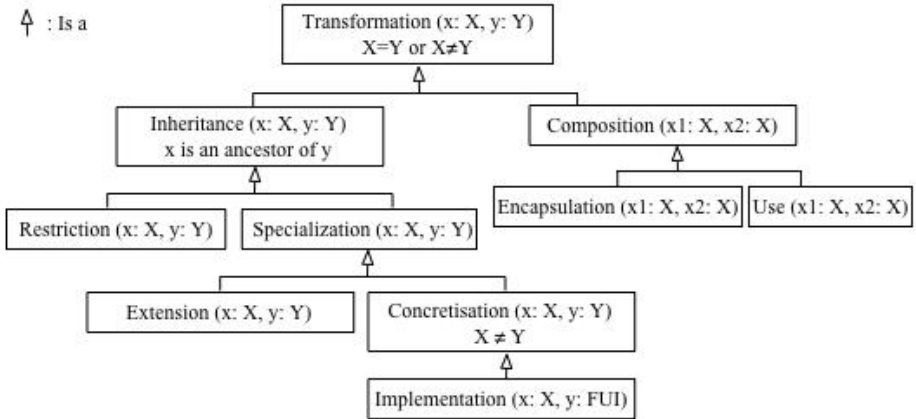 Transformation (x: X, y: Y)
X=Y or X≠Y
: Is a
Inheritance (x: X, y: Y)
x is an ancestor of y
Composition (x1: X, x2: X)
Restriction (x: X, y: Y)
Specialization (x: X, y: Y)
Encapsulation (x1: X, x2: X)
Use (x1: X, x2: X)
Extension (x: X, y: Y)
Concretisation (x: X, y: Y)
X ≠ Y
Implementation (x: X, y: FUI)